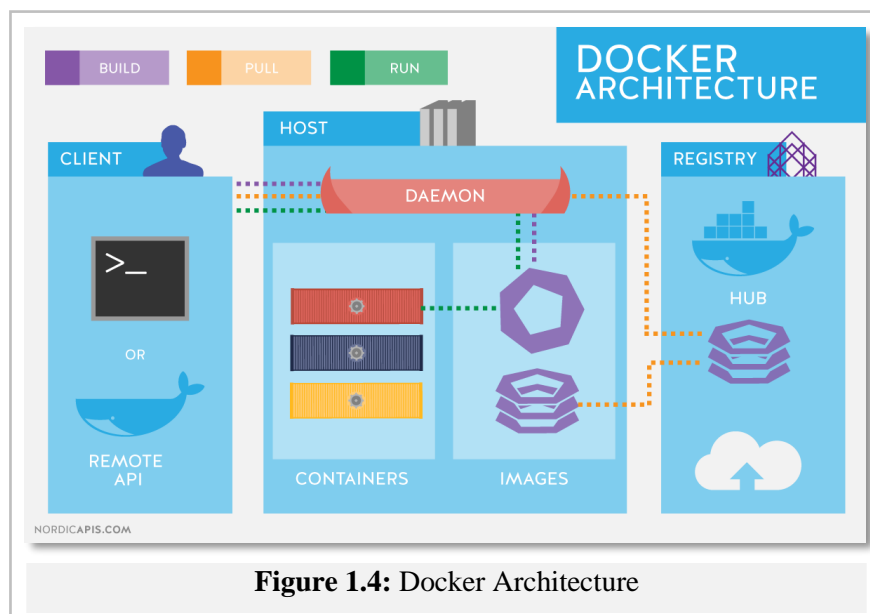 BUILD
PULL
RUN
DOCKER
ARCHITECTURE
HOST
CLIENT
REGISTRY
DAEMON
>_
HUB
OR
REMOTE
API
CONTAINERS
IMAGES
NORDICAPIS.COM
Figure 1.4: Docker Architecture